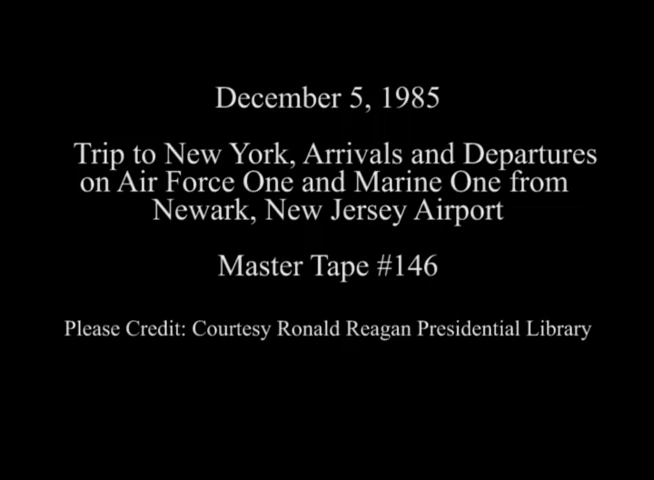 December 5, 1985
Trip to New York, Arrivals and Departures
on Air Force One and Marine One from
Newark, New Jersey Airport
Master Tape #146
Please Credit: Courtesy Ronald Reagan Presidential Library